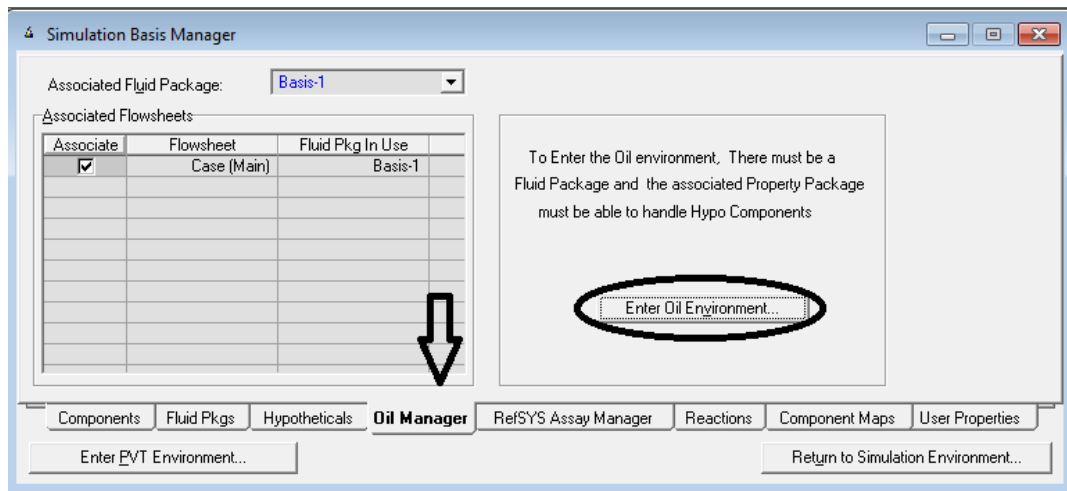 Simulation Basis Manager
Associated Fluid Package: Basis-1
Associated Flowsheets
Associate Flowsheet Fluid Pkg In Use
Case (Main) Basis-1
To Enter the Oil environment, There must be a
Fluid Package and the associated Property Package
must be able to handle Hypo Components
Enter Oil Environment...
Components Fluid Pkgs Hypotheticals Oil Manager RefSYS Assay Manager Reactions Component Maps User Properties
Enter PVT Environment... Return to Simulation Environment...